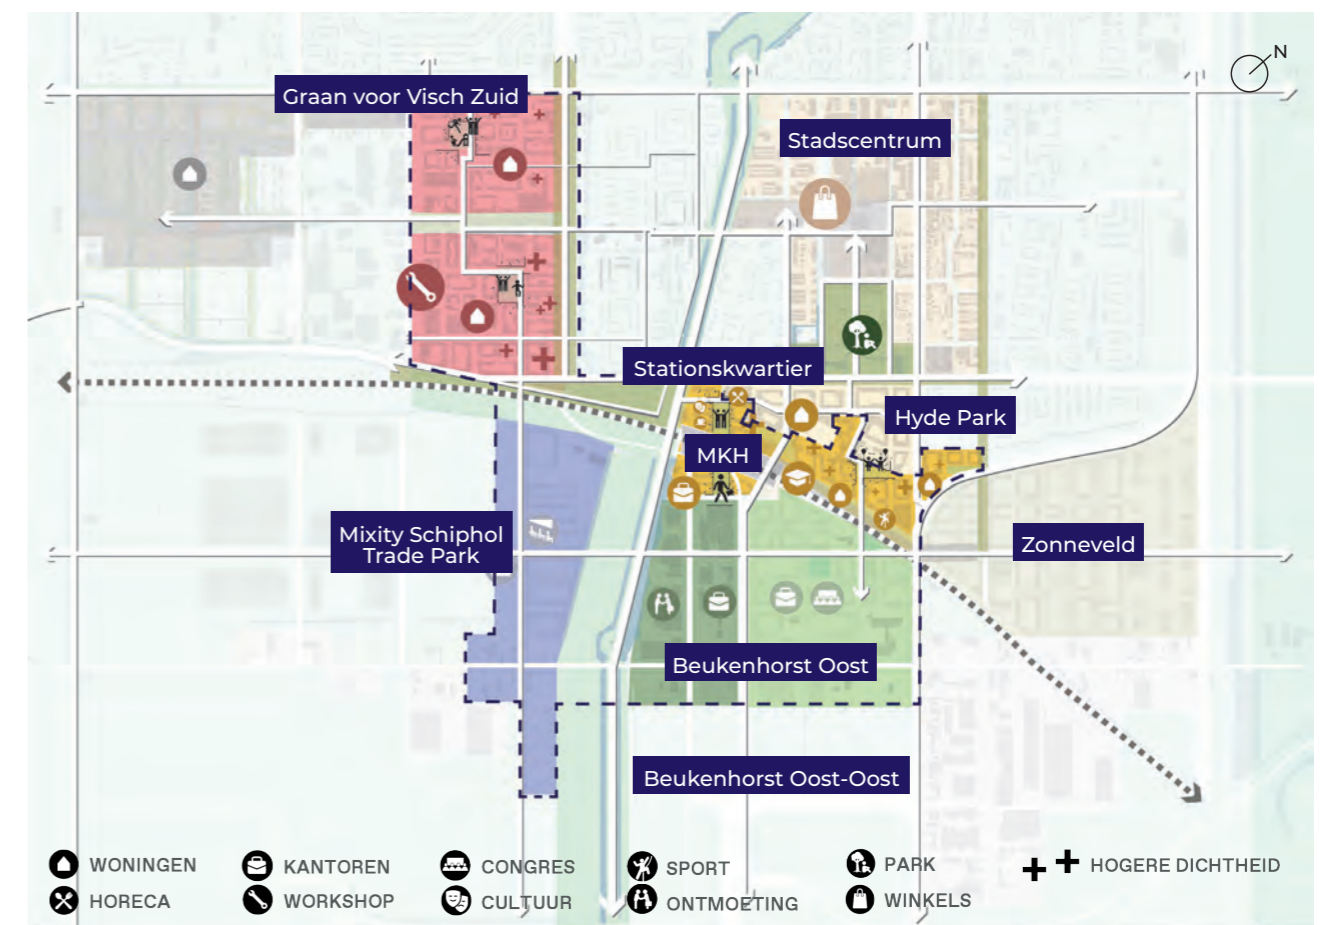 N
Graan voor Visch Zuid
Stadscentrum
Stationskwartier
Hyde Park
MKH
Mixity Schiphol
Trade Park
Zonneveld
Beukenhorst Oost
Beukenhorst Oost-Oost
WONINGEN
KANTOREN
CONGRES
SPORT
PARK
HOGERE DICHTHEID
HORECA
WORKSHOP
CULTUUR
ONTMOETING
WINKELS